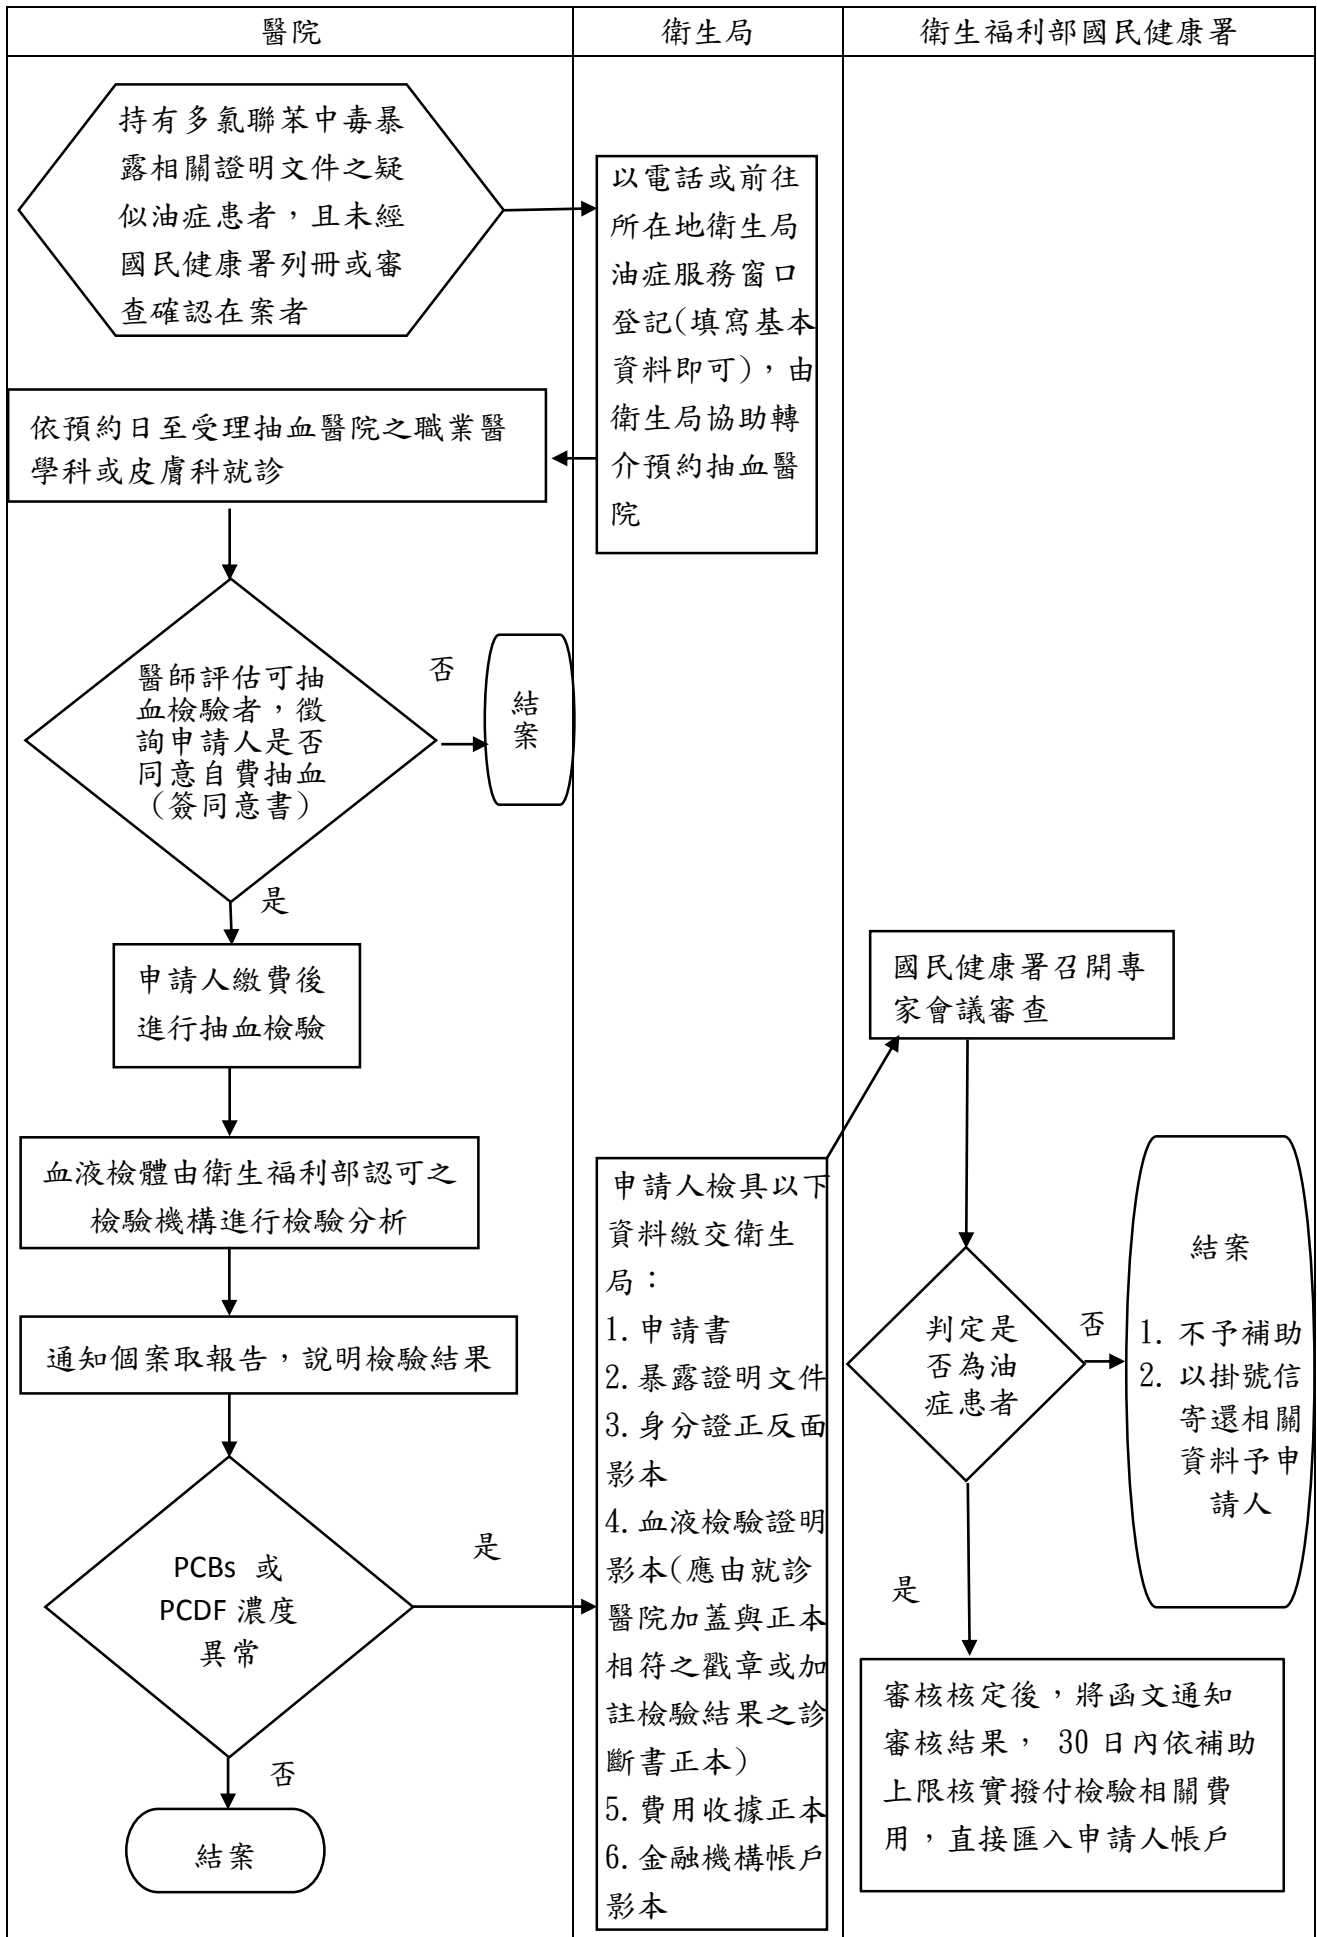 醫院
衛生局
衛生福利部國民健康署
持有多氯聯苯中毒暴
露相關證明文件之疑
似油症患者，且未經
國民健康署列冊或審
查確認在案者
以電話或前往
所在地衛生局
油症服務窗口
登記(填寫基本
資料即可)，由
衛生局協助轉
介預約抽血醫
院
依預約日至受理抽血醫院之職業醫
學科或皮膚科就診
醫師評估可抽
血檢驗者，徵
詢申請人是否
同意自費抽血
(簽同意書)
否
結
案
是
申請人繳費後
進行抽血檢驗
血液檢體由衛生福利部認可之
檢驗機構進行檢驗分析
通知個案取報告，說明檢驗結果
PCBs 或
PCDF 濃度
異常
是
否
結案
申請人檢具以下
資料繳交衛生
局：
1.申請書
2.暴露證明文件
3.身分證正反面
影本
4.血液檢驗證明
影本(應由就診
醫院加蓋與正本
相符之戳章或加
註檢驗結果之診
斷書正本)
5.費用收據正本
6.金融機構帳戶
影本
國民健康署召開專
家會議審查
判定是
否為油
症患者
否
結案
1. 不予補助
2. 以掛號信
寄還相關
資料予申
請人
是
審核核定後，將函文通知
審核結果， 30 日內依補助
上限核實撥付檢驗相關費
用，直接匯入申請人帳戶